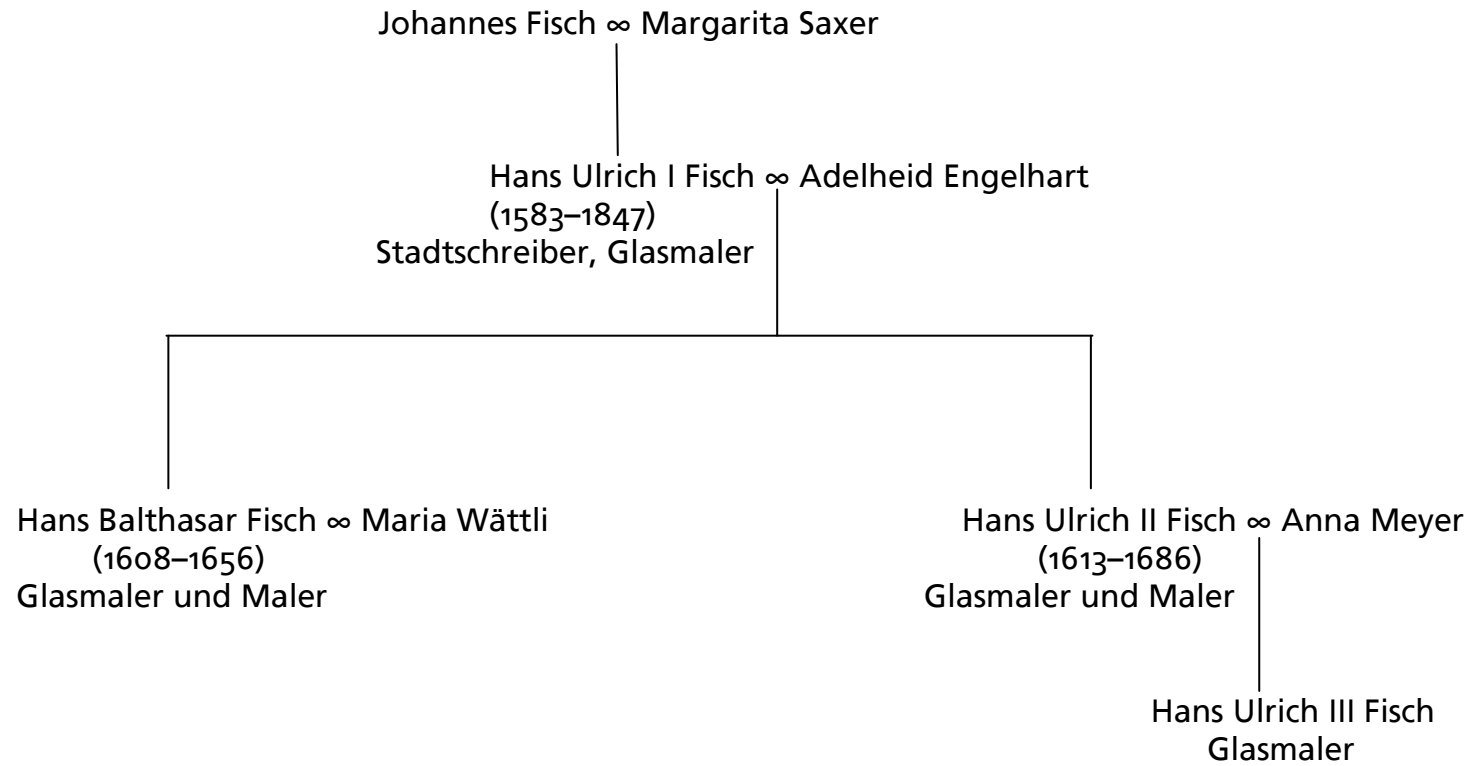 Johannes Fisch ∞ Margarita Saxer
Hans Ulrich I Fisch ∞ Adelheid Engelhart
(1583–1847)
Stadtschreiber, Glasmaler
Hans Balthasar Fisch ∞ Maria Wättli
(1608–1656)
Glasmaler und Maler
Hans Ulrich II Fisch ∞ Anna Meyer
(1613–1686)
Glasmaler und Maler
Hans Ulrich III Fisch
Glasmaler